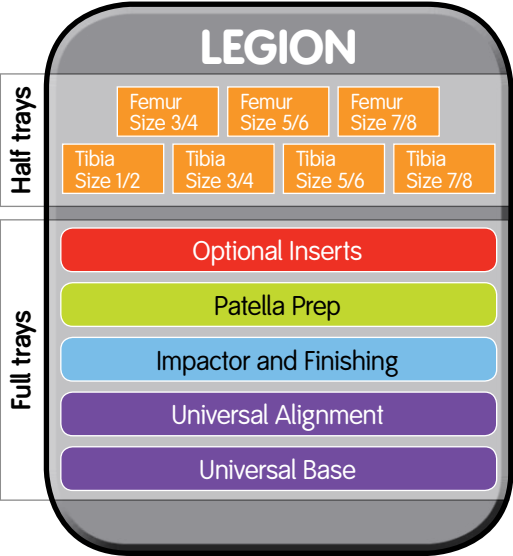 LEGION
Half trays
Femur
Size 3/4
Femur
Size 5/6
Femur
Size 7/8
Tibia
Size 1/2
Tibia
Size 3/4
Tibia
Size 5/6
Tibia
Size 7/8
Full trays
Optional Inserts
Patella Prep
Impactor and Finishing
Universal Alignment
Universal Base